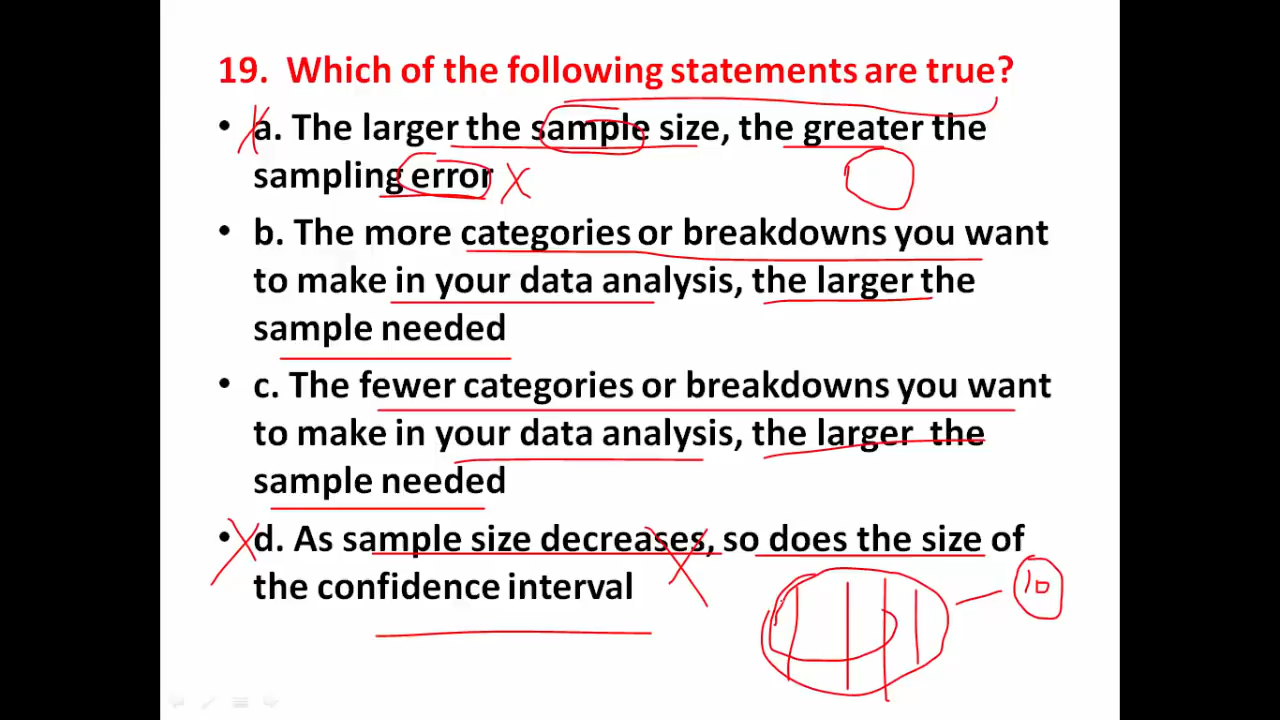 19. Which of the following statements are true?
• a. The larger the sample size, the greater the
sampling error
• b. The more categories or breakdowns you want
to make in your data analysis, the larger the
sample needed
• c. The fewer categories or breakdowns you want
to make in your data analysis, the larger the
sample needed
• d. As sample size decreases, so does the size of
the confidence interval
10